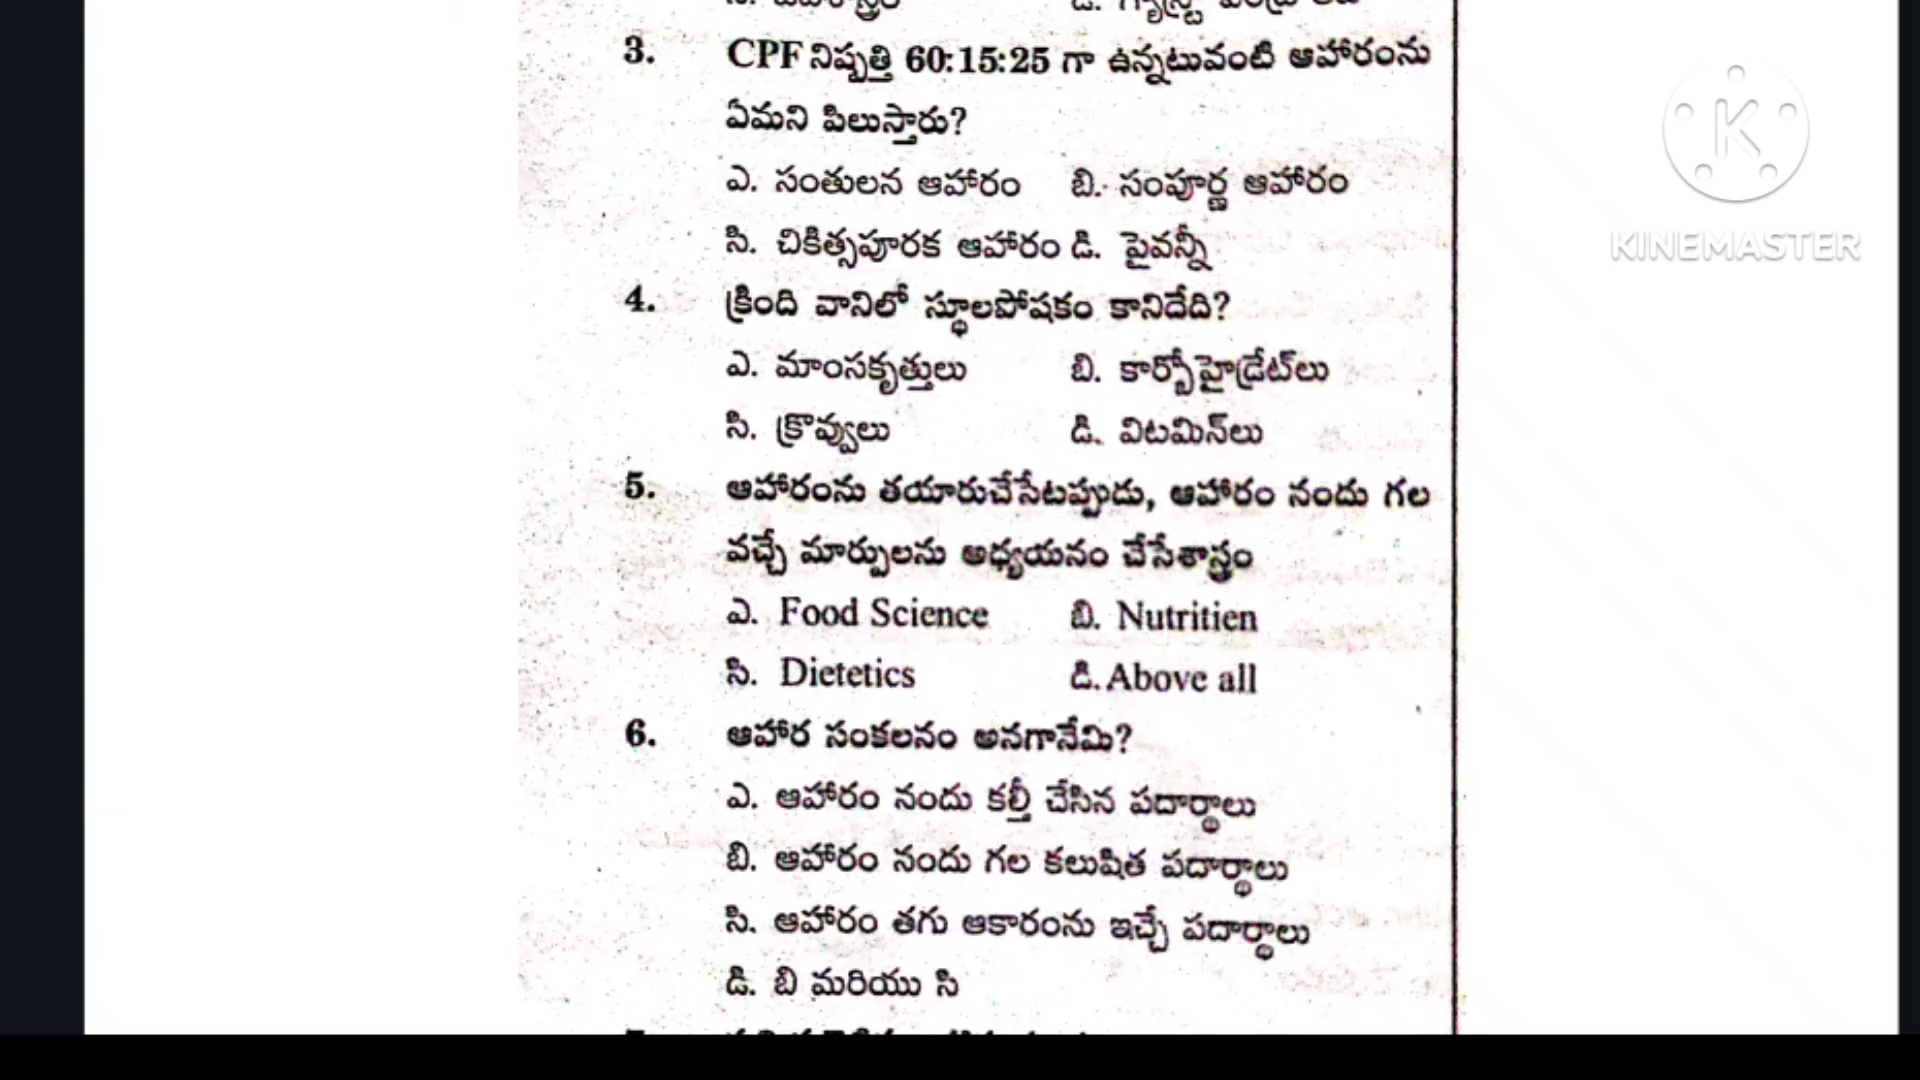 3. CPF నిష్పత్తి 60:15:25 గా ఉన్నటువంటి ఆహారంను
ఏమని పిలుస్తారు?
ఎ. సంతులన ఆహారం బి. సంపూర్ణ ఆహారం
సి. చికిత్సపూరక ఆహారం డి. పైవన్నీ
4. క్రింది వానిలో స్థూలపోషకం కానిదేది?
ఎ. మాంసకృత్తులు బి. కార్బోహైడ్రేట్‌లు
సి. క్రొవ్వులు డి. విటమిన్‌లు
5. ఆహారంను తయారుచేసేటప్పుడు, ఆహారం నందు గల
వచ్చే మార్పులను అధ్యయనం చేసేశాస్త్రం
ఎ. Food Science బి. Nutritien
సి. Dietetics డి. Above all
6. ఆహార సంకలనం అనగానేమి?
ఎ. ఆహారం నందు కల్తీ చేసిన పదార్థాలు
బి. ఆహారం నందు గల కలుషిత పదార్థాలు
సి. ఆహారం తగు ఆకారంను ఇచ్చే పదార్థాలు
డి. బి మరియు సి
K
KINEMASTER